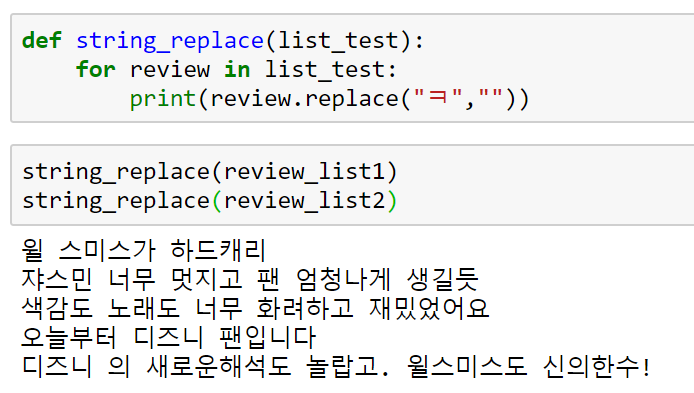 def string_replace(list_test):
    for review in list_test:
        print(review.replace("ㅋ",""))
string_replace(review_list1)
string_replace(review_list2)
윌 스미스가 하드캐리
쟈스민 너무 멋지고 팬 엄청나게 생길듯
색감도 노래도 너무 화려하고 재밌었어요
오늘부터 디즈니 팬입니다
디즈니 의 새로운해석도 놀랍고. 윌스미스도 신의한수!